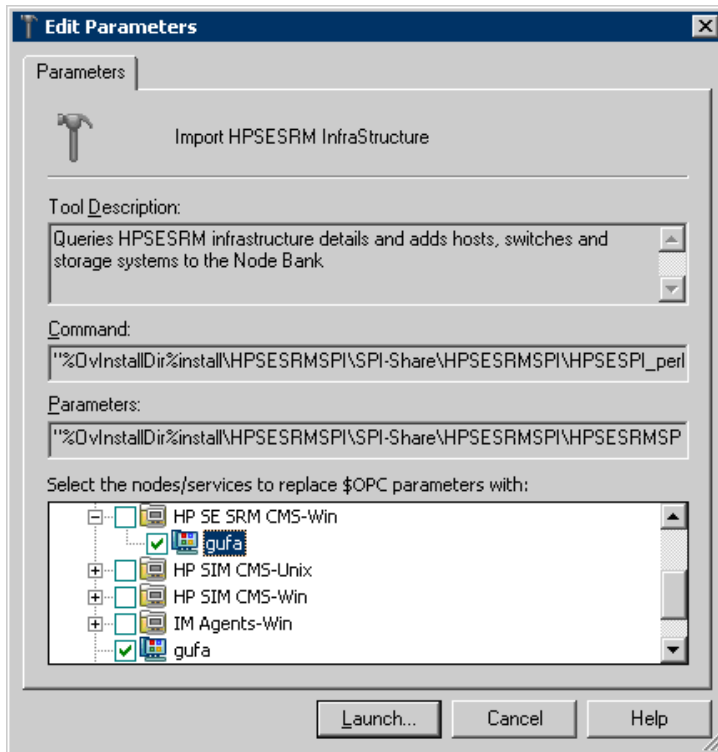 Edit Parameters
Parameters
Import HPSESRM InfraStructure
Tool Description:
Queries HPSESRM infrastructure details and adds hosts, switches and
storage systems to the Node Bank
Command:
"%OvInstallDir%install\HPSESRMSPI\SPI-Share\HPSESRMSPI\HPSESPI_perl
Parameters:
"%OvInstallDir%install\HPSESRMSPI\SPI-Share\HPSESRMSPI\HPSESRMSP
Select the nodes/services to replace $OPC parameters with:
HP SE SRM CMS-Win
gufa
HP SIM CMS-Unix
HP SIM CMS-Win
IM Agents-Win
gufa
Launch... Cancel Help